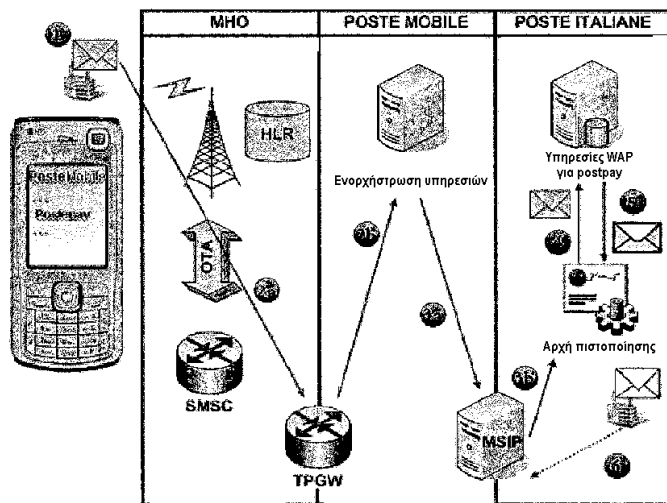 MHO
POSTE MOBILE
POSTE ITALIANE
HLR
PosteMobile
Postepay
Υπηρεσίες WAP
για postpay
Ενορχήστρωση υπηρεσιών
OTA
Αρχή πιστοποίησης
SMSC
MSIP
TPGW